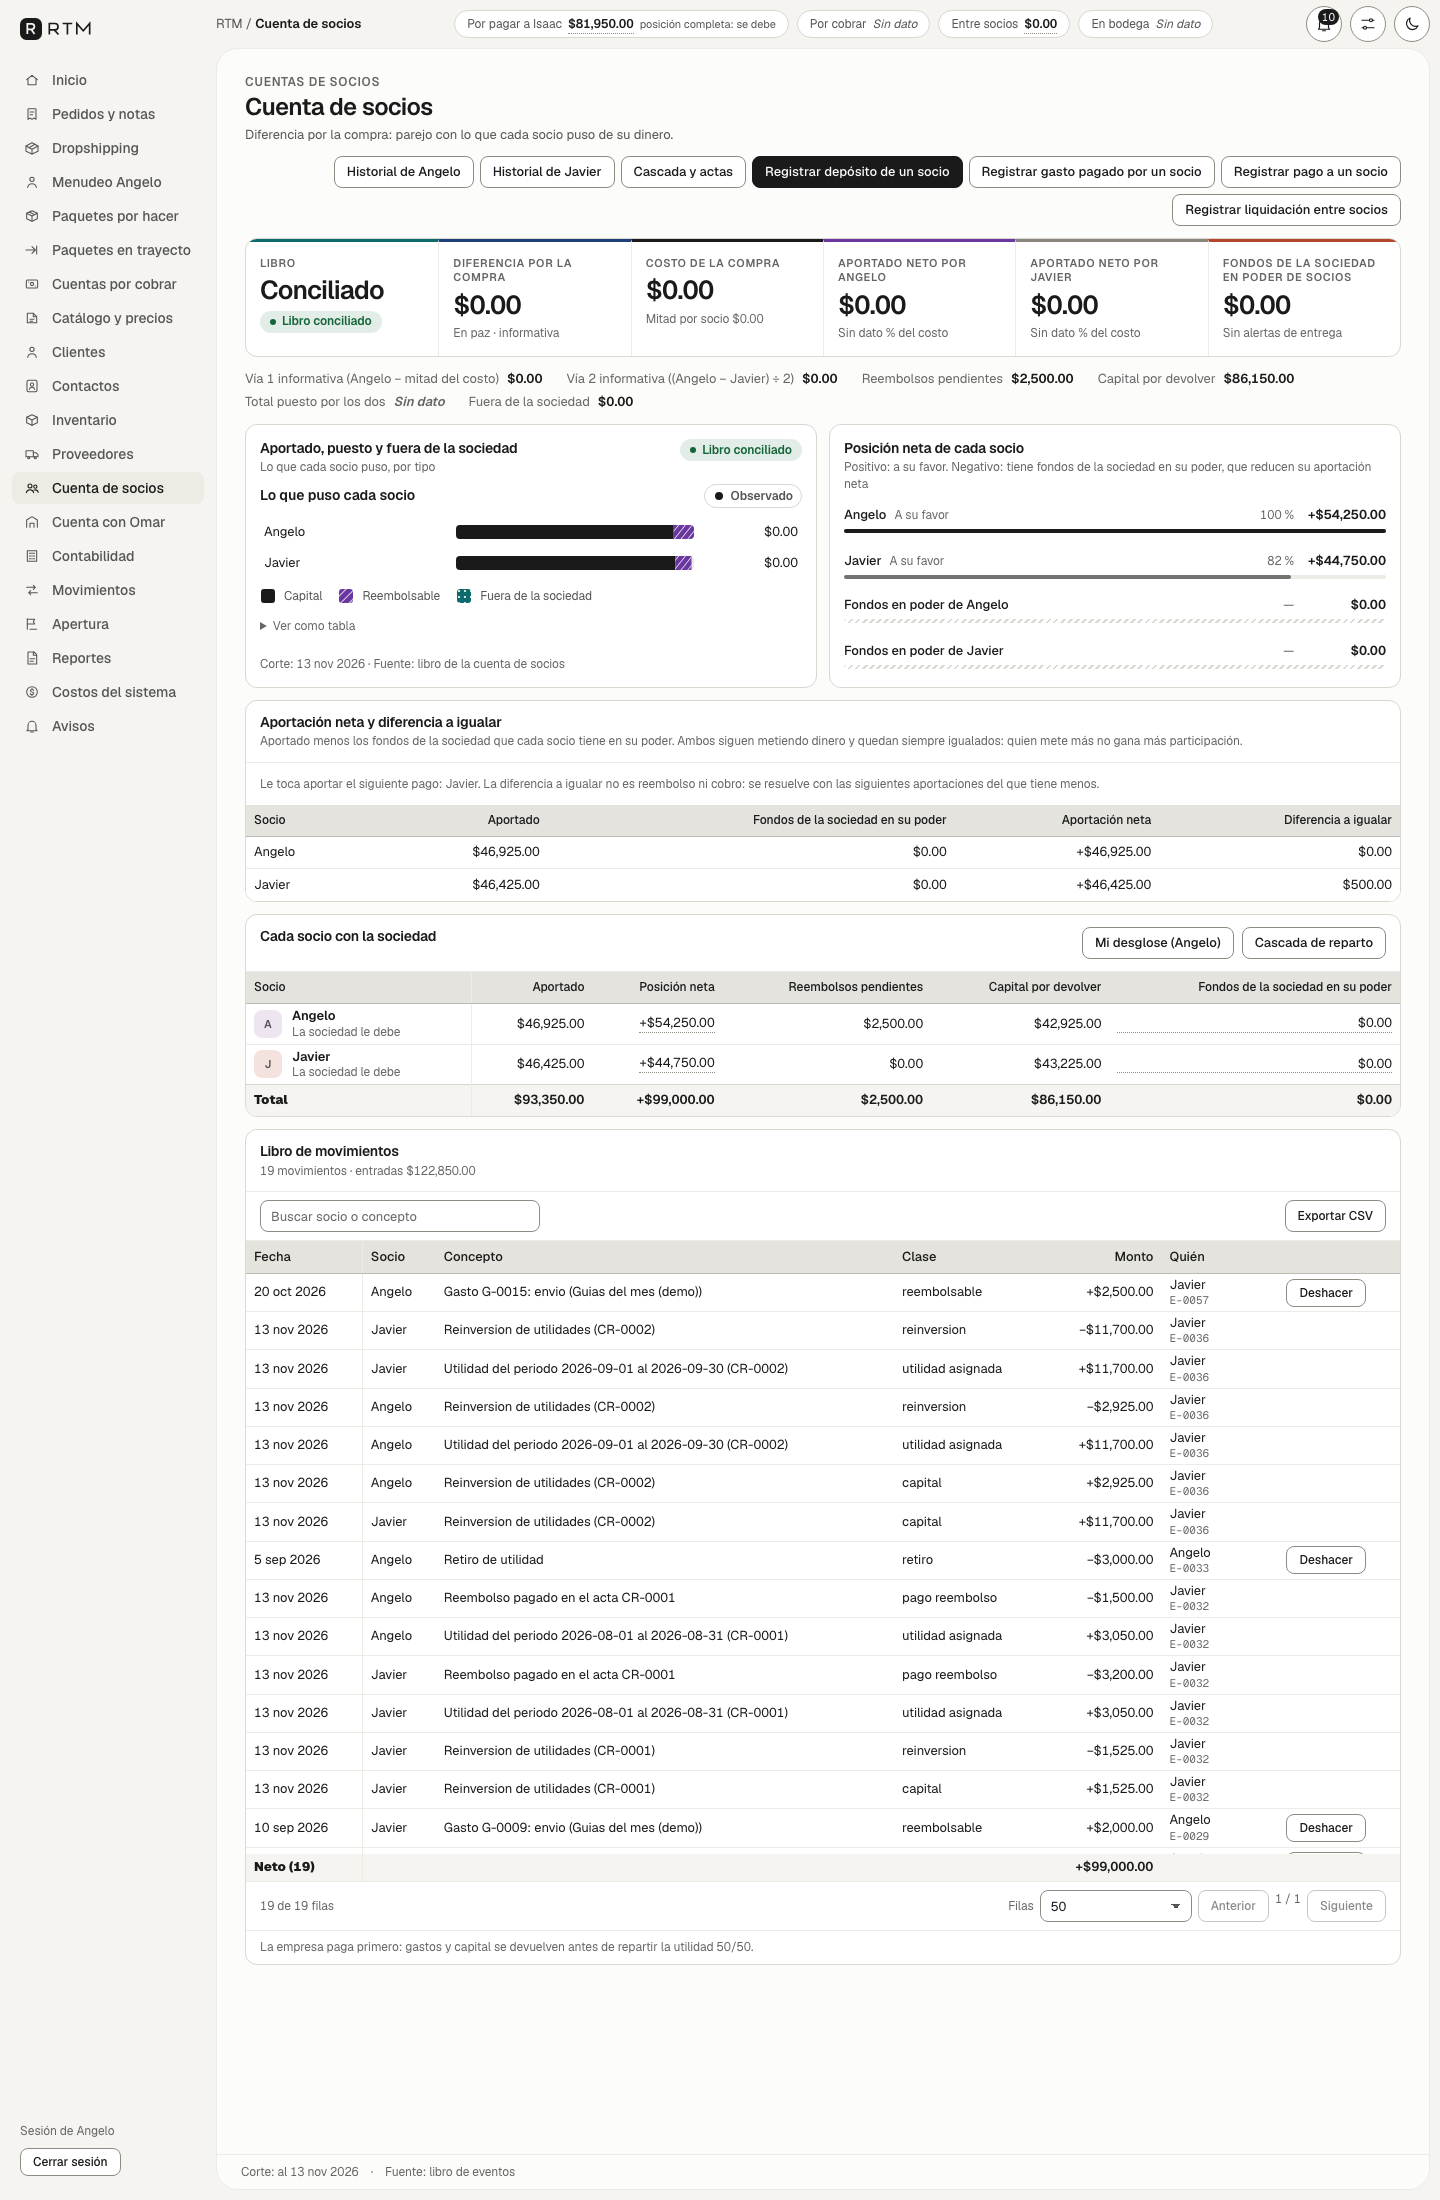 R RTM
RTM / Cuenta de socios
Por pagar a Isaac $81,950.00 posición completa: se debe
Por cobrar Sin dato
Entre socios $0.00
En bodega Sin dato
10
Inicio
Pedidos y notas
Dropshipping
Menudeo Angelo
Paquetes por hacer
Paquetes en trayecto
Cuentas por cobrar
Catálogo y precios
Clientes
Contactos
Inventario
Proveedores
Cuenta de socios
Cuenta con Omar
Contabilidad
Movimientos
Apertura
Reportes
Costos del sistema
Avisos
Sesión de Angelo
Cerrar sesión
CUENTAS DE SOCIOS
Cuenta de socios
Diferencia por la compra: parejo con lo que cada socio puso de su dinero.
Historial de Angelo Historial de Javier Cascada y actas Registrar depósito de un socio Registrar gasto pagado por un socio Registrar pago a un socio
Registrar liquidación entre socios
LIBRO
Conciliado
Libro conciliado
DIFERENCIA POR LA
COMPRA
$0.00
En paz · informativa
COSTO DE LA COMPRA
$0.00
Mitad por socio $0.00
APORTADO NETO POR
ANGELO
$0.00
Sin dato % del costo
APORTADO NETO POR
JAVIER
$0.00
Sin dato % del costo
FONDOS DE LA SOCIEDAD
EN PODER DE SOCIOS
$0.00
Sin alertas de entrega
Vía 1 informativa (Angelo − mitad del costo) $0.00 Vía 2 informativa ((Angelo − Javier) ÷ 2) $0.00 Reembolsos pendientes $2,500.00 Capital por devolver $86,150.00
Total puesto por los dos Sin dato Fuera de la sociedad $0.00
Aportado, puesto y fuera de la sociedad Libro conciliado
Lo que cada socio puso, por tipo
Lo que puso cada socio Observado
Angelo $0.00
Javier $0.00
Capital Reembolsable Fuera de la sociedad
Ver como tabla
Corte: 13 nov 2026 · Fuente: libro de la cuenta de socios
Posición neta de cada socio
Positivo: a su favor. Negativo: tiene fondos de la sociedad en su poder, que reducen su aportación
neta
Angelo A su favor 100 % +$54,250.00
Javier A su favor 82 % +$44,750.00
Fondos en poder de Angelo — $0.00
Fondos en poder de Javier — $0.00
Aportación neta y diferencia a igualar
Aportado menos los fondos de la sociedad que cada socio tiene en su poder. Ambos siguen metiendo dinero y quedan siempre igualados: quien mete más no gana más participación.
Le toca aportar el siguiente pago: Javier. La diferencia a igualar no es reembolso ni cobro: se resuelve con las siguientes aportaciones del que tiene menos.
Socio Aportado Fondos de la sociedad en su poder Aportación neta Diferencia a igualar
Angelo $46,925.00 $0.00 +$46,925.00 $0.00
Javier $46,425.00 $0.00 +$46,425.00 $500.00
Cada socio con la sociedad Mi desglose (Angelo) Cascada de reparto
Socio Aportado Posición neta Reembolsos pendientes Capital por devolver Fondos de la sociedad en su poder
A Angelo La sociedad le debe $46,925.00 +$54,250.00 $2,500.00 $42,925.00 $0.00
J Javier La sociedad le debe $46,425.00 +$44,750.00 $0.00 $43,225.00 $0.00
Total $93,350.00 +$99,000.00 $2,500.00 $86,150.00 $0.00
Libro de movimientos
19 movimientos · entradas $122,850.00
Buscar socio o concepto Exportar CSV
Fecha Socio Concepto Clase Monto Quién
20 oct 2026 Angelo Gasto G-0015: envio (Guias del mes (demo)) reembolsable +$2,500.00 Javier E-0057 Deshacer
13 nov 2026 Javier Reinversion de utilidades (CR-0002) reinversion −$11,700.00 Javier E-0036
13 nov 2026 Javier Utilidad del periodo 2026-09-01 al 2026-09-30 (CR-0002) utilidad asignada +$11,700.00 Javier E-0036
13 nov 2026 Angelo Reinversion de utilidades (CR-0002) reinversion −$2,925.00 Javier E-0036
13 nov 2026 Angelo Utilidad del periodo 2026-09-01 al 2026-09-30 (CR-0002) utilidad asignada +$11,700.00 Javier E-0036
13 nov 2026 Angelo Reinversion de utilidades (CR-0002) capital +$2,925.00 Javier E-0036
13 nov 2026 Javier Reinversion de utilidades (CR-0002) capital +$11,700.00 Javier E-0036
5 sep 2026 Angelo Retiro de utilidad retiro −$3,000.00 Angelo E-0033 Deshacer
13 nov 2026 Angelo Reembolso pagado en el acta CR-0001 pago reembolso −$1,500.00 Javier E-0032
13 nov 2026 Angelo Utilidad del periodo 2026-08-01 al 2026-08-31 (CR-0001) utilidad asignada +$3,050.00 Javier E-0032
13 nov 2026 Javier Reembolso pagado en el acta CR-0001 pago reembolso −$3,200.00 Javier E-0032
13 nov 2026 Javier Utilidad del periodo 2026-08-01 al 2026-08-31 (CR-0001) utilidad asignada +$3,050.00 Javier E-0032
13 nov 2026 Javier Reinversion de utilidades (CR-0001) reinversion −$1,525.00 Javier E-0032
13 nov 2026 Javier Reinversion de utilidades (CR-0001) capital +$1,525.00 Javier E-0032
10 sep 2026 Javier Gasto G-0009: envio (Guias del mes (demo)) reembolsable +$2,000.00 Angelo E-0029 Deshacer
Neto (19) +$99,000.00
19 de 19 filas Filas 50 Anterior 1 / 1 Siguiente
La empresa paga primero: gastos y capital se devuelven antes de repartir la utilidad 50/50.
Corte: al 13 nov 2026 · Fuente: libro de eventos